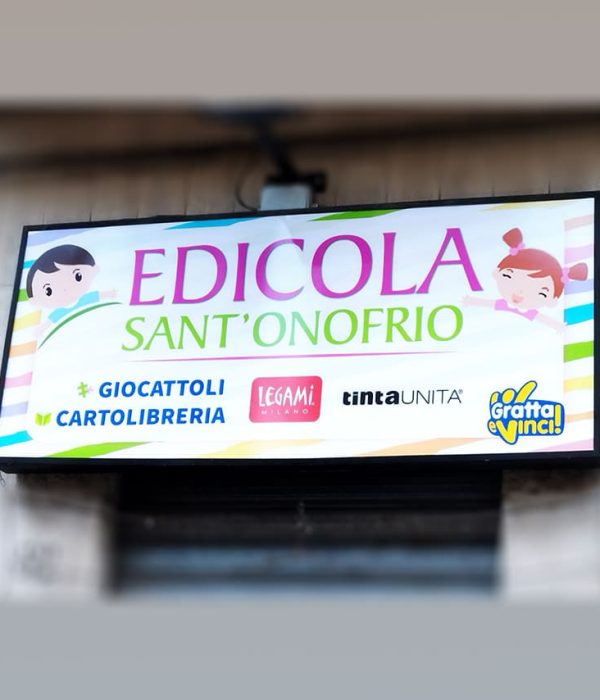 EDICOLA
SANT'ONOFRIO
GIOCATTOLI
CARTOLIBRERIA
LEGAMI
MILANO
tintaUNITA®
Gratta
e Vinci!